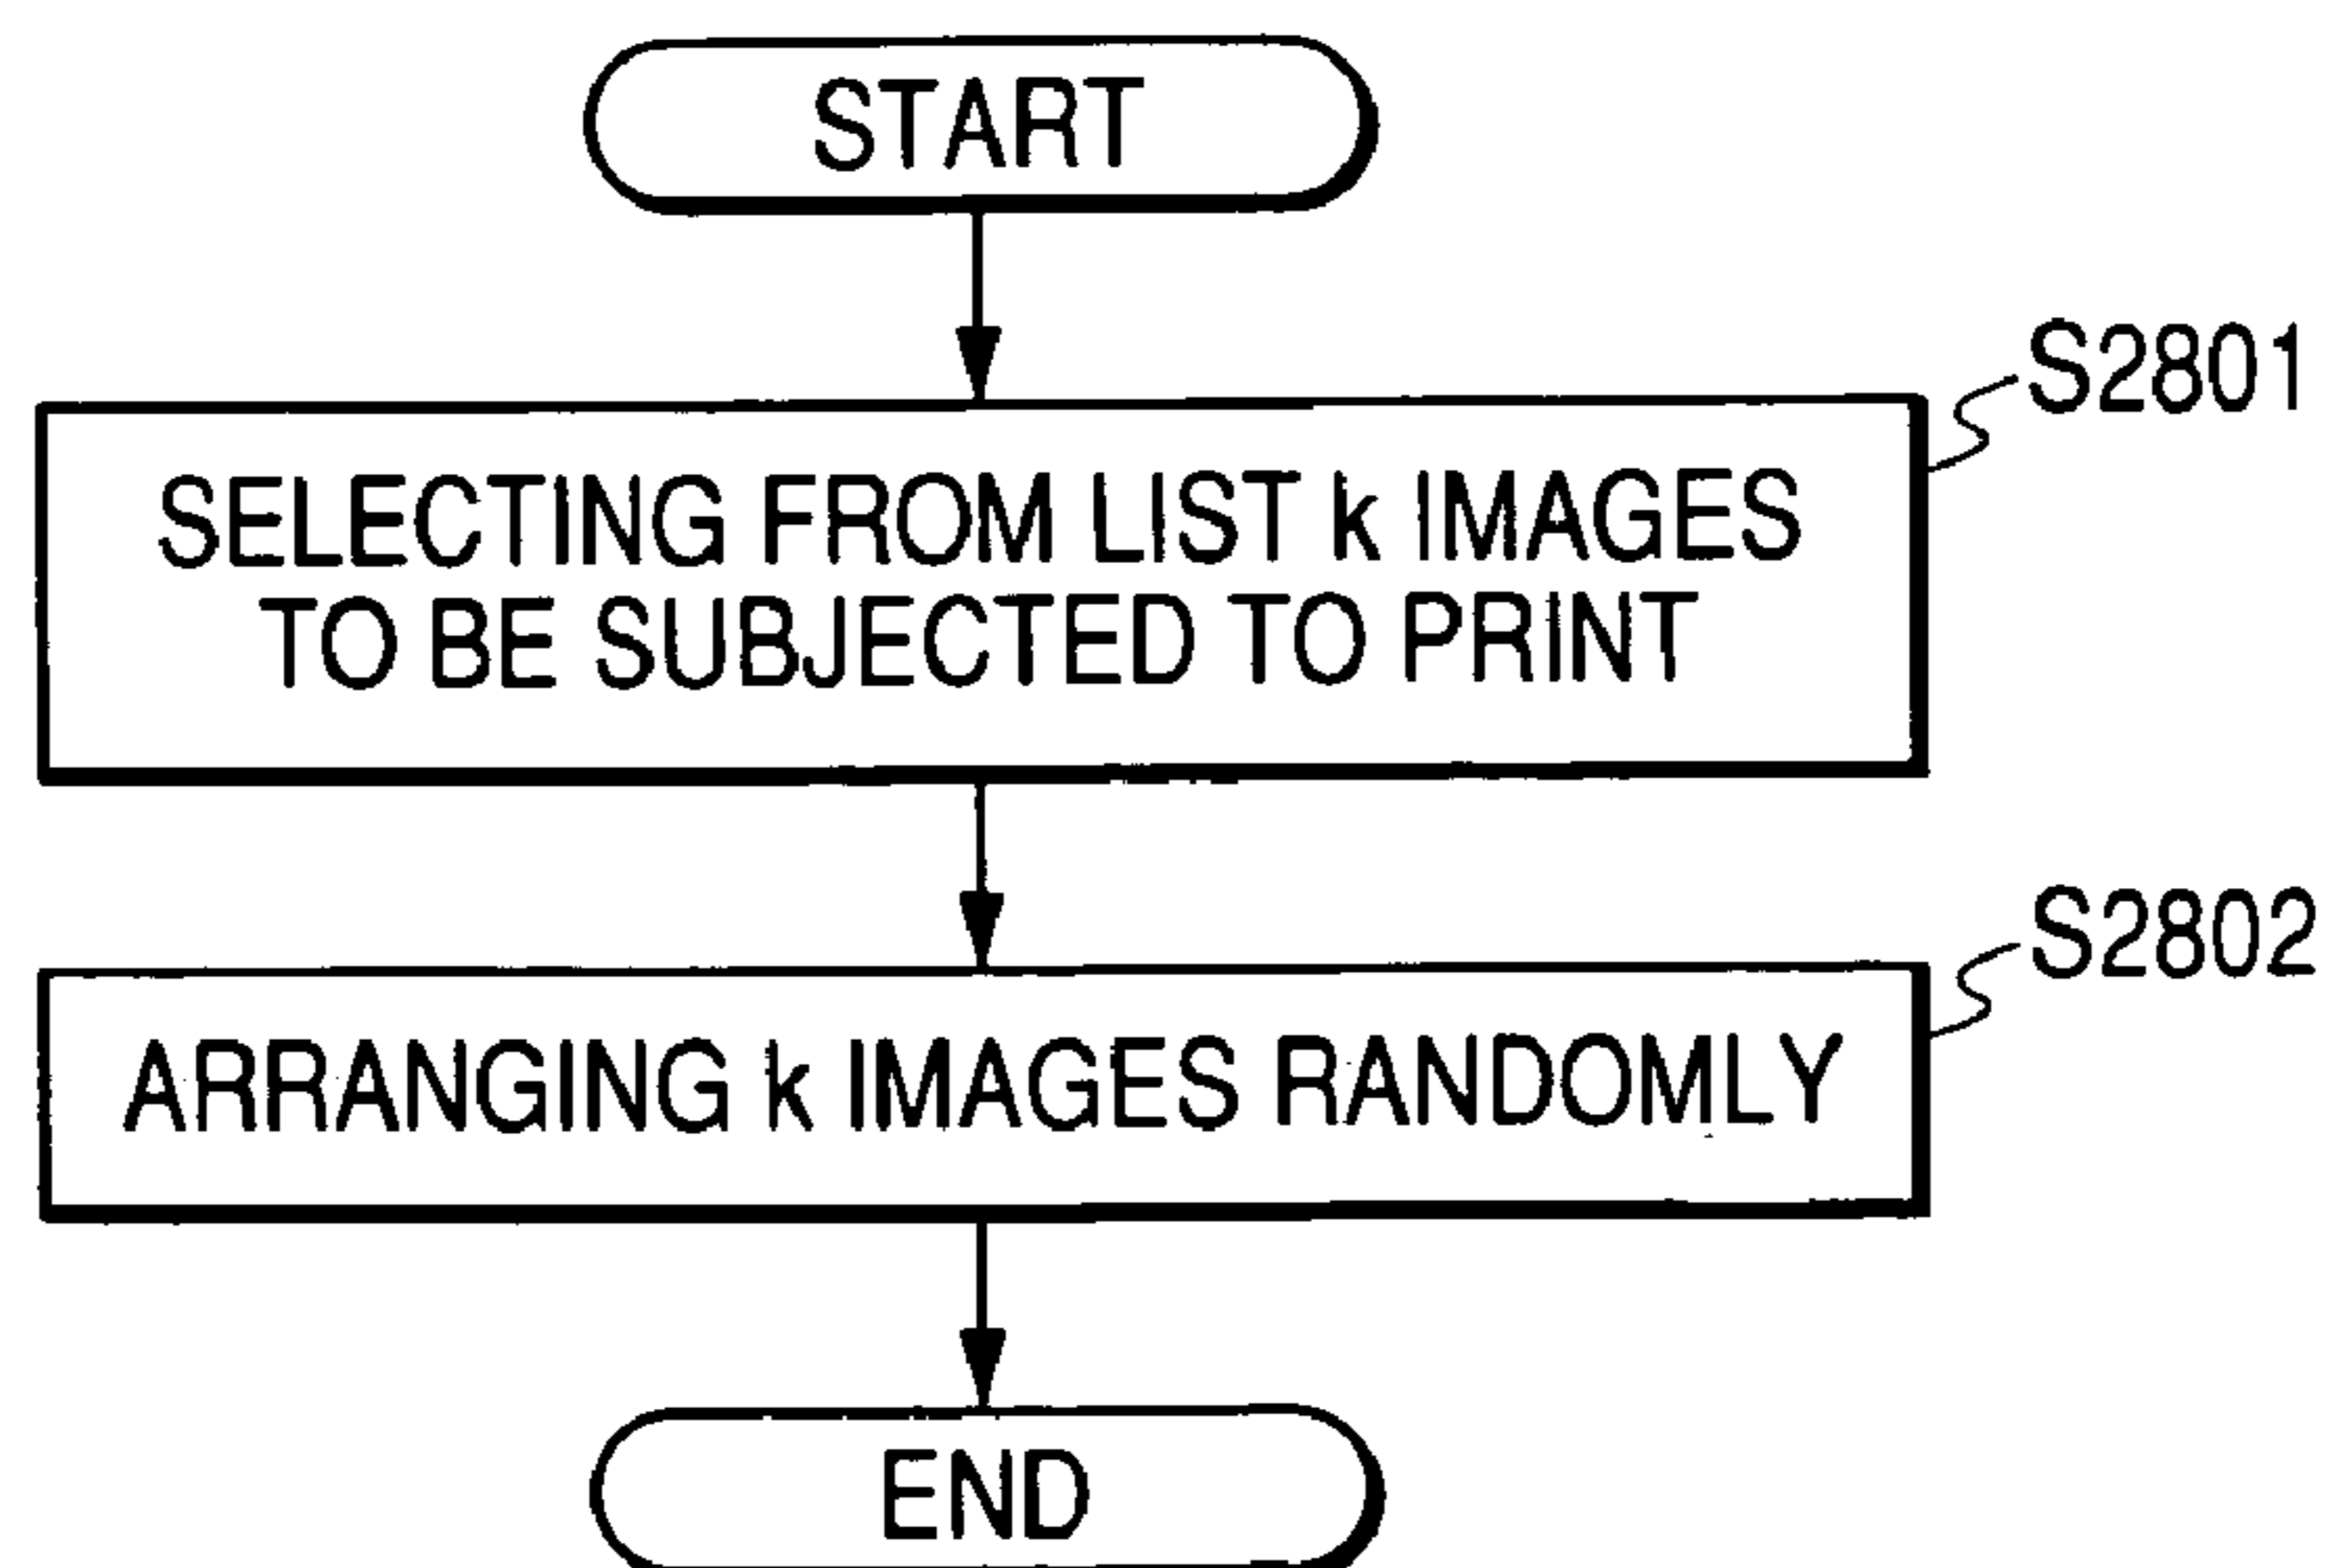 START
S2801
SELECTING FROM LIST k IMAGES
TO BE SUBJECTED TO PRINT
S2802
ARRANGING k IMAGES RANDOMLY
END